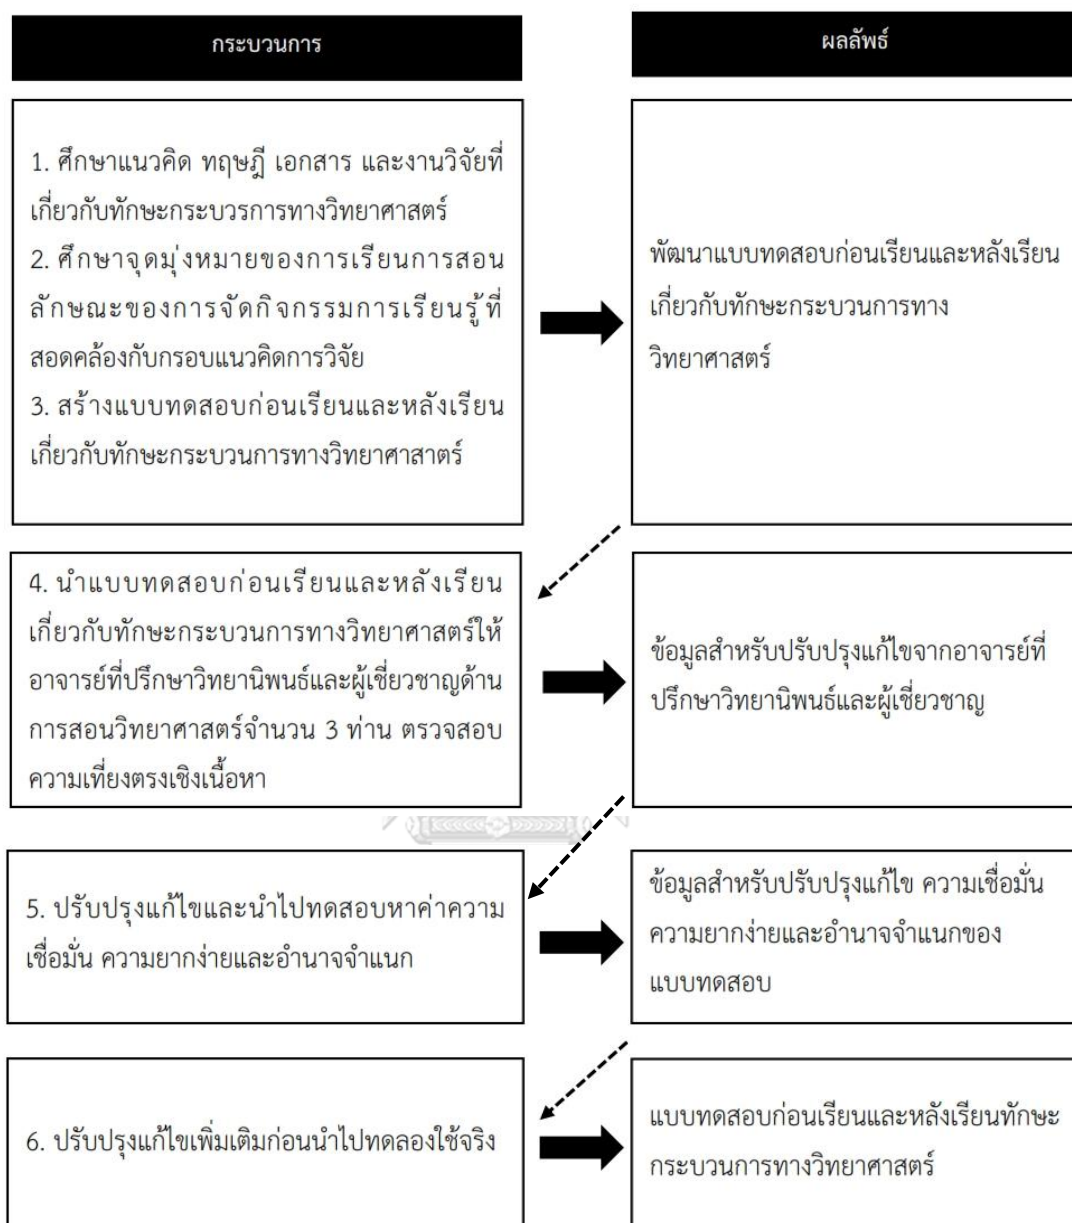 กระบวนการ
ผลลัพธ์
1. ศึกษาแนวคิด ทฤษฎี เอกสาร และงานวิจัยที่
เกี่ยวกับทักษะกระบวรการทางวิทยาศาสตร์
2. ศึกษาจุดมุ่งหมายของการเรียนการสอน
ลักษณะของการจัดกิจกรรมการเรียนรู้ที่
สอดคล้องกับกรอบแนวคิดการวิจัย
3. สร้างแบบทดสอบก่อนเรียนและหลังเรียน
เกี่ยวกับทักษะกระบวนการทางวิทยาศาสาตร์
พัฒนาแบบทดสอบก่อนเรียนและหลังเรียน
เกี่ยวกับทักษะกระบวนการทาง
วิทยาศาสตร์
4. นำแบบทดสอบก่อนเรียนและหลังเรียน
เกี่ยวกับทักษะกระบวนการทางวิทยาศาสตร์ให้
อาจารย์ที่ปรึกษาวิทยานิพนธ์และผู้เชี่ยวชาญด้าน
การสอนวิทยาศาสตร์จำนวน 3 ท่าน ตรวจสอบ
ความเที่ยงตรงเชิงเนื้อหา
ข้อมูลสำหรับปรับปรุงแก้ไขจากอาจารย์ที่
ปรึกษาวิทยานิพนธ์และผู้เชี่ยวชาญ
5. ปรับปรุงแก้ไขและนำไปทดสอบหาค่าความ
เชื่อมั่น ความยากง่ายและอำนาจจำแนก
ข้อมูลสำหรับปรับปรุงแก้ไข ความเชื่อมั่น
ความยากง่ายและอำนาจจำแนกของ
แบบทดสอบ
6. ปรับปรุงแก้ไขเพิ่มเติมก่อนนำไปทดลองใช้จริง
แบบทดสอบก่อนเรียนและหลังเรียนทักษะ
กระบวนการทางวิทยาศาสตร์